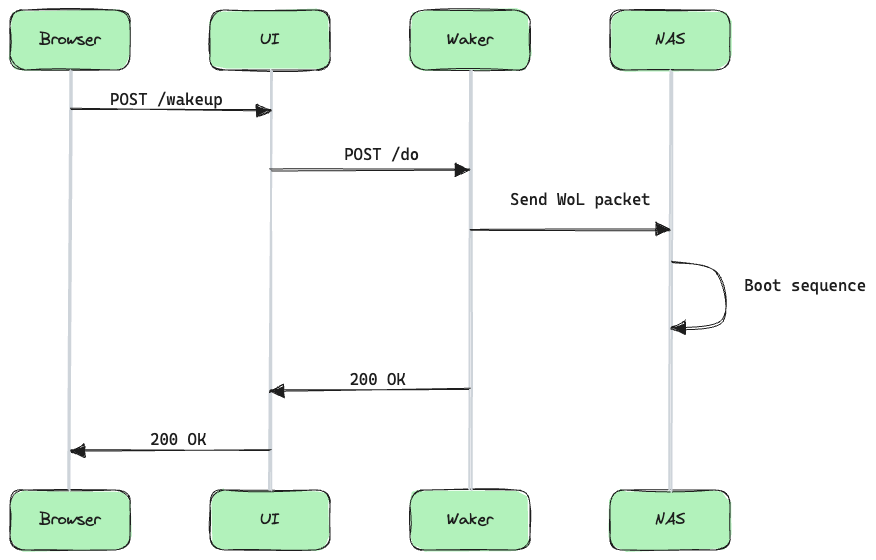 Browser
UI
Waker
NAS
POST /wakeup
POST /do
Send WoL packet
Boot sequence
200 OK
200 OK
Browser
UI
Waker
NAS